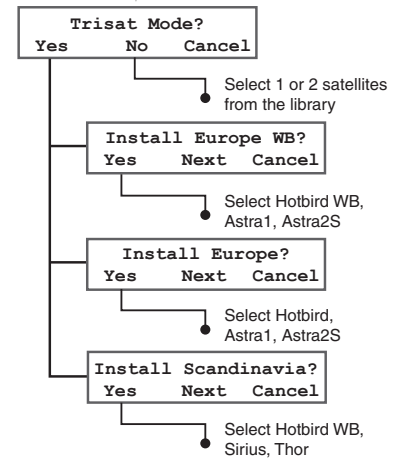 Trisat Mode?
Yes No Cancel
Select 1 or 2 satellites
from the library
Install Europe WB?
Yes Next Cancel
Select Hotbird WB,
Astra1, Astra2S
Install Europe?
Yes Next Cancel
Select Hotbird,
Astra1, Astra2S
Install Scandinavia?
Yes Next Cancel
Select Hotbird WB,
Sirius, Thor